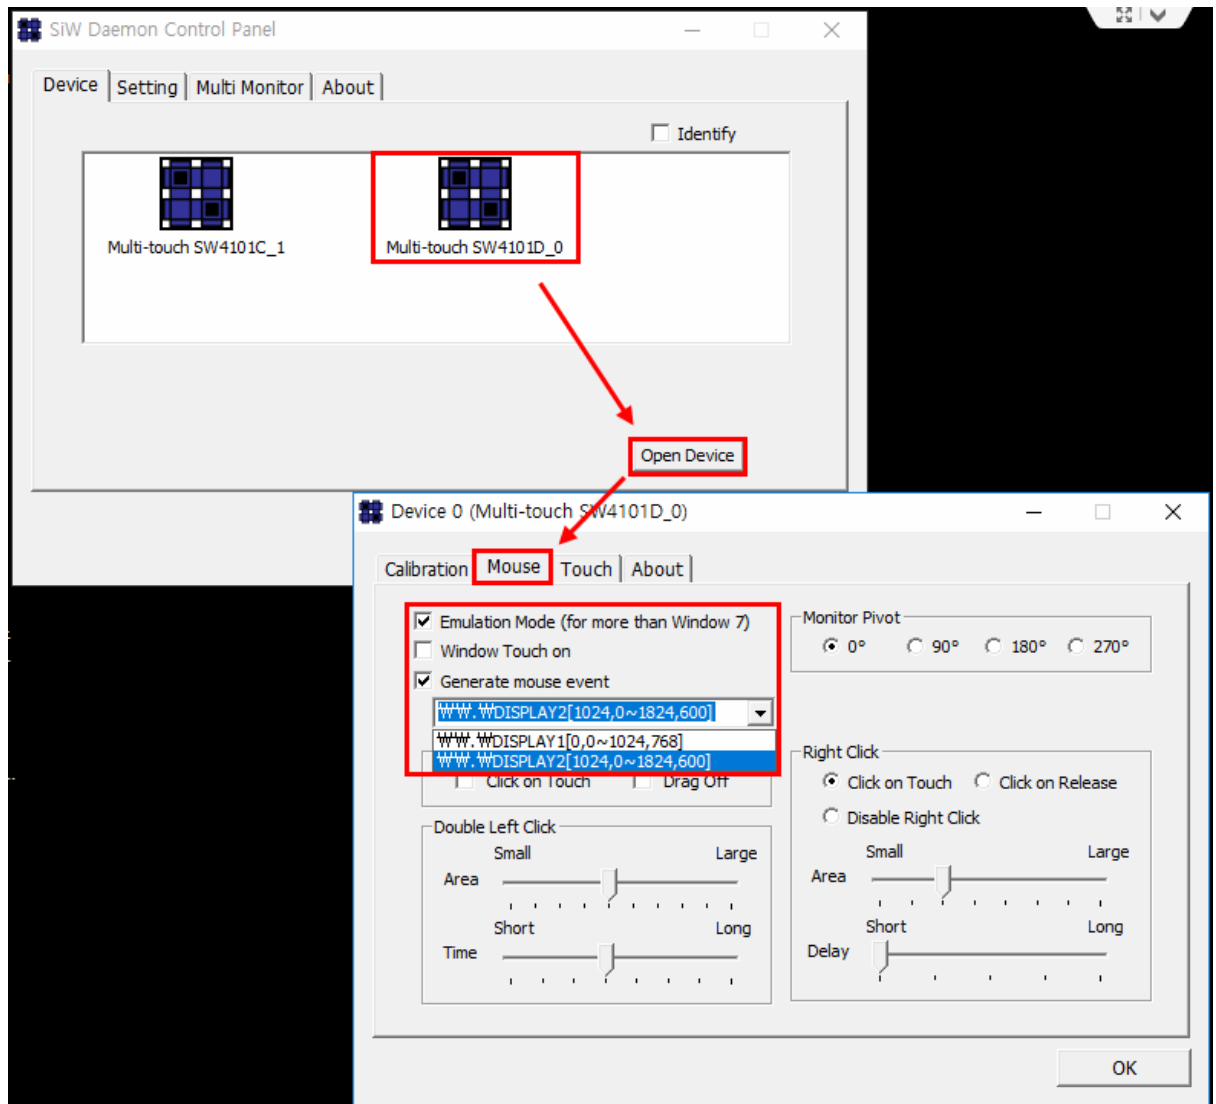 SiW Daemon Control Panel
Device Setting Multi Monitor About
Identify
Multi-touch SW4101C_1 Multi-touch SW4101D_0
Open Device
Device 0 (Multi-touch SW4101D_0)
Calibration Mouse Touch About
Emulation Mode (for more than Window 7)
Window Touch on
Generate mouse event
₩₩.₩DISPLAY2[1024,0~1824,600]
₩₩.₩DISPLAY1[0,0~1024,768]
₩₩.₩DISPLAY2[1024,0~1824,600]
Click on Touch Drag Off
Monitor Pivot
0° 90° 180° 270°
Double Left Click
Small Large
Area
Short Long
Time
Right Click
Click on Touch Click on Release
Disable Right Click
Small Large
Area
Short Long
Delay
OK